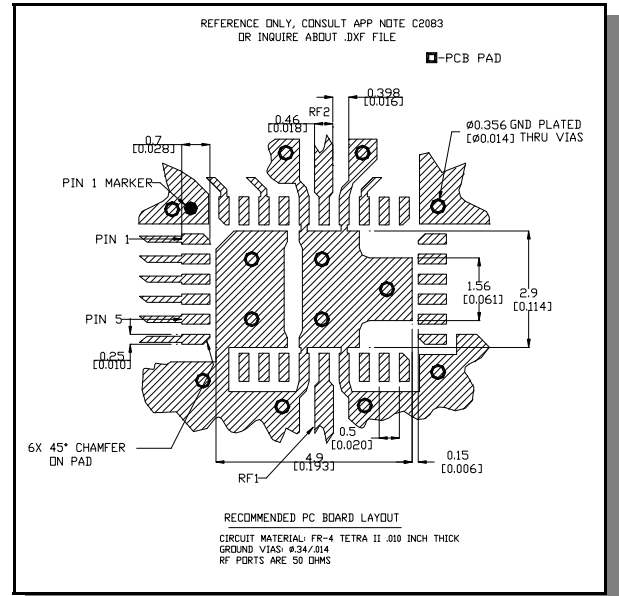 REFERENCE ONLY, CONSULT APP NOTE C2083
OR INQUIRE ABOUT .DXF FILE
-PCB PAD
0.398
[0.016]
RF2
0.46
[0.018]
Ø0.356 GND PLATED
[Ø0.014] THRU VIAS
0.7
[0.028]
PIN 1 MARKER
PIN 1
1.56
[0.061]
2.9
[0.114]
PIN 5
0.25
[0.010]
6X 45° CHAMFER
ON PAD
0.5
[0.020]
0.15
[0.006]
4.9
[0.193]
RF1
RECOMMENDED PC BOARD LAYOUT
CIRCUIT MATERIAL: FR-4 TETRA II .010 INCH THICK
GROUND VIAS: Ø.34/.014
RF PORTS ARE 50 OHMS